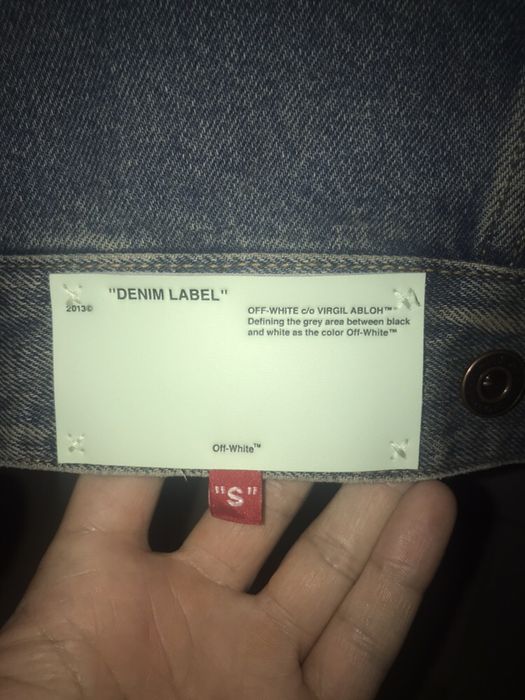 "DENIM LABEL"
2013©
OFF-WHITE c/o VIRGIL ABLOH™
Defining the grey area between black
and white as the color Off-White™
Off-White™
"S"